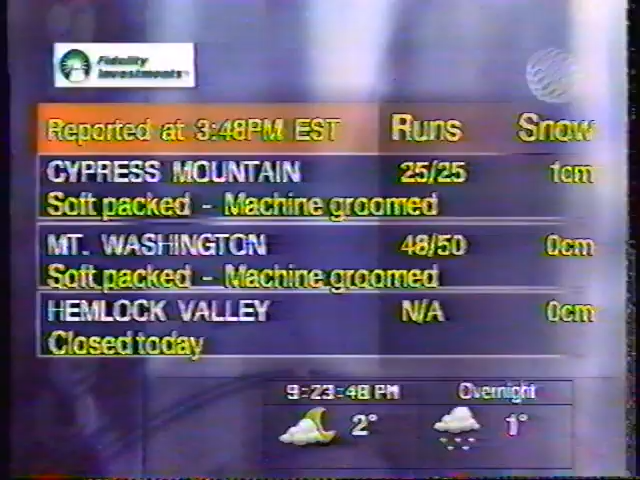 Fidelity
Investments
Reported at 3:48PM EST Runs Snow
CYPRESS MOUNTAIN 25/25 1cm
Soft packed - Machine groomed
MT. WASHINGTON 48/50 0cm
Soft packed - Machine groomed
HEMLOCK VALLEY N/A 0cm
Closed today
9:23:48 PM Overnight
2° 1°